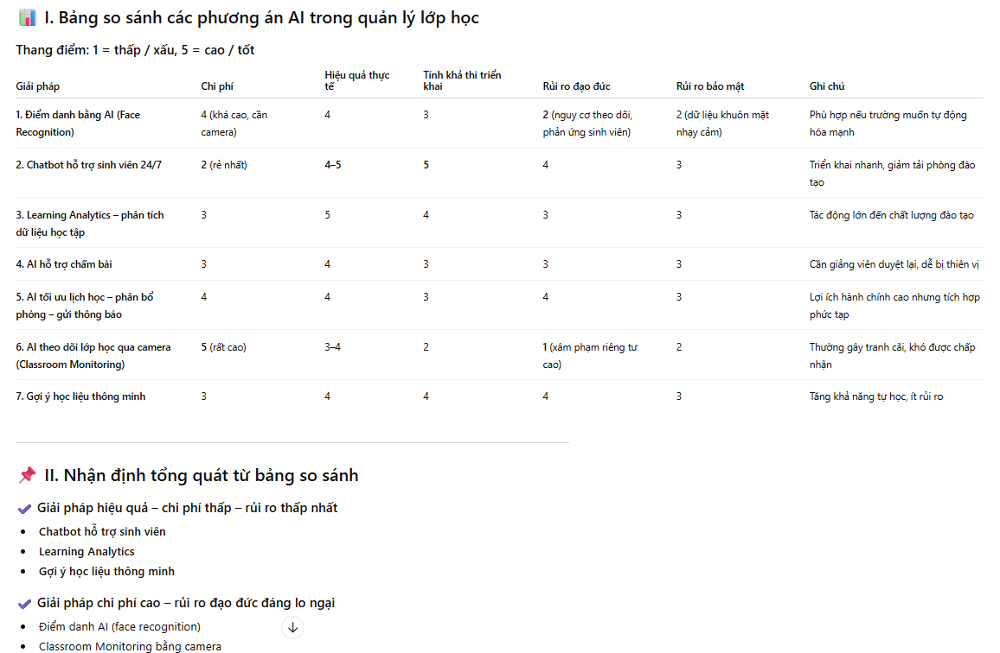 📊 I. Bảng so sánh các phương án AI trong quản lý lớp học
Thang điểm: 1 = thấp / xấu, 5 = cao / tốt
Giải pháp Chi phí Hiệu quả thực tế Tính khả thi triển khai Rủi ro đạo đức Rủi ro bảo mật Ghi chú
1. Điểm danh bằng AI (Face Recognition) 4 (khá cao, cần camera) 4 3 2 (nguy cơ theo dõi, phản ứng sinh viên) 2 (dữ liệu khuôn mặt nhạy cảm) Phù hợp nếu trường muốn tự động hóa mạnh
2. Chatbot hỗ trợ sinh viên 24/7 2 (rẻ nhất) 4–5 5 4 3 Triển khai nhanh, giảm tải phòng đào tạo
3. Learning Analytics – phân tích dữ liệu học tập 3 5 4 3 3 Tác động lớn đến chất lượng đào tạo
4. AI hỗ trợ chấm bài 3 4 3 3 3 Cần giảng viên duyệt lại, dễ bị thiên vị
5. AI tối ưu lịch học – phân bổ phòng – gửi thông báo 4 4 3 4 3 Lợi ích hành chính cao nhưng tích hợp phức tạp
6. AI theo dõi lớp học qua camera (Classroom Monitoring) 5 (rất cao) 3–4 2 1 (xâm phạm riêng tư cao) 2 Thường gây tranh cãi, khó được chấp nhận
7. Gợi ý học liệu thông minh 3 4 4 4 3 Tăng khả năng tự học, ít rủi ro
📌 II. Nhận định tổng quát từ bảng so sánh
✔ Giải pháp hiệu quả – chi phí thấp – rủi ro thấp nhất
• Chatbot hỗ trợ sinh viên
• Learning Analytics
• Gợi ý học liệu thông minh
✔ Giải pháp chi phí cao – rủi ro đạo đức đáng lo ngại
• Điểm danh AI (face recognition)
• Classroom Monitoring bằng camera